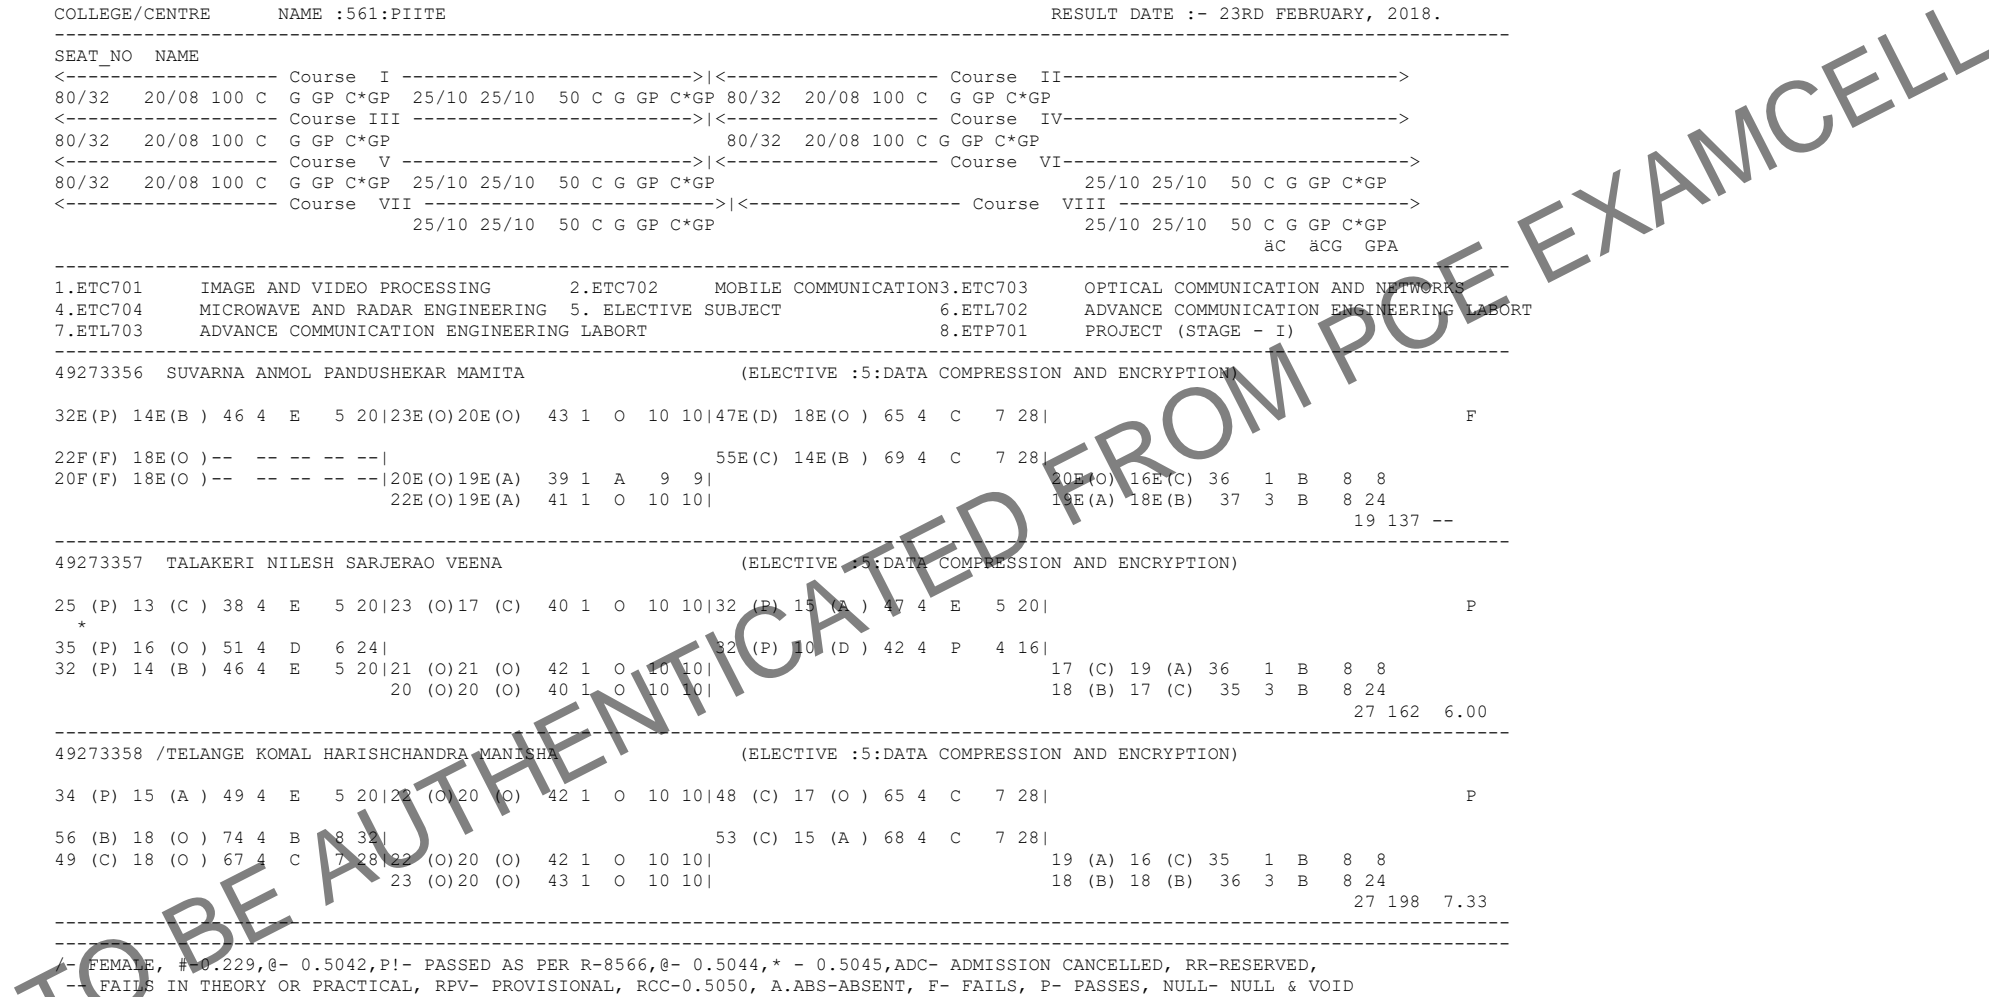 COLLEGE/CENTRE      NAME :561:PIITE                                                      RESULT DATE :- 23RD FEBRUARY, 2018.
SEAT_NO  NAME
<------------------- Course  I -------------------------->|<------------------- Course  II------------------------------>
80/32   20/08 100 C  G GP C*GP  25/10 25/10  50 C G GP C*GP 80/32  20/08 100 C  G GP C*GP
<------------------- Course III ------------------------->|<------------------- Course  IV------------------------------>
80/32   20/08 100 C  G GP C*GP                              80/32  20/08 100 C G GP C*GP
<------------------- Course  V -------------------------->|<------------------- Course  VI------------------------------->
80/32   20/08 100 C  G GP C*GP  25/10 25/10  50 C G GP C*GP                                 25/10 25/10  50 C G GP C*GP
<------------------- Course  VII -------------------------->|<------------------- Course  VIII -------------------------->
25/10 25/10  50 C G GP C*GP                                 25/10 25/10  50 C G GP C*GP
äC  äCG  GPA
1.ETC701     IMAGE AND VIDEO PROCESSING       2.ETC702     MOBILE COMMUNICATION3.ETC703     OPTICAL COMMUNICATION AND NETWORKS
4.ETC704     MICROWAVE AND RADAR ENGINEERING  5. ELECTIVE SUBJECT              6.ETL702     ADVANCE COMMUNICATION ENGINEERING LABORT
7.ETL703     ADVANCE COMMUNICATION ENGINEERING LABORT                          8.ETP701     PROJECT (STAGE - I)
49273356  SUVARNA ANMOL PANDUSHEKAR MAMITA                   (ELECTIVE :5:DATA COMPRESSION AND ENCRYPTION)
32E(P) 14E(B ) 46 4  E   5 20|23E(O)20E(O)  43 1  O  10 10|47E(D) 18E(O ) 65 4  C   7 28|                                     F
22F(F) 18E(O )--  -- -- -- --|                             55E(C) 14E(B ) 69 4  C   7 28|
20F(F) 18E(O )--  -- -- -- --|20E(O)19E(A)  39 1  A   9  9|                              20E(O) 16E(C) 36   1  B   8  8
22E(O)19E(A)  41 1  O  10 10|                              19E(A) 18E(B)  37  3  B   8 24
19 137 --
49273357  TALAKERI NILESH SARJERAO VEENA                     (ELECTIVE :5:DATA COMPRESSION AND ENCRYPTION)
25 (P) 13 (C ) 38 4  E   5 20|23 (O)17 (C)  40 1  O  10 10|32 (P) 15 (A ) 47 4  E   5 20|                                     P
*
35 (P) 16 (O ) 51 4  D   6 24|                             32 (P) 10 (D ) 42 4  P   4 16|
32 (P) 14 (B ) 46 4  E   5 20|21 (O)21 (O)  42 1  O  10 10|                              17 (C) 19 (A) 36   1  B   8  8
20 (O)20 (O)  40 1  O  10 10|                              18 (B) 17 (C)  35  3  B   8 24
27 162  6.00
49273358 /TELANGE KOMAL HARISHCHANDRA MANISHA                (ELECTIVE :5:DATA COMPRESSION AND ENCRYPTION)
34 (P) 15 (A ) 49 4  E   5 20|22 (O)20 (O)  42 1  O  10 10|48 (C) 17 (O ) 65 4  C   7 28|                                     P
56 (B) 18 (O ) 74 4  B   8 32|                             53 (C) 15 (A ) 68 4  C   7 28|
49 (C) 18 (O ) 67 4  C   7 28|22 (O)20 (O)  42 1  O  10 10|                              19 (A) 16 (C) 35   1  B   8  8
23 (O)20 (O)  43 1  O  10 10|                              18 (B) 18 (B)  36  3  B   8 24
27 198  7.33
/- FEMALE, #-0.229,@- 0.5042,P!- PASSED AS PER R-8566,@- 0.5044,* - 0.5045,ADC- ADMISSION CANCELLED, RR-RESERVED,
-- FAILS IN THEORY OR PRACTICAL, RPV- PROVISIONAL, RCC-0.5050, A.ABS-ABSENT, F- FAILS, P- PASSES, NULL- NULL & VOID
TO BE AUTHENTICATED FROM PCE EXAMCELL